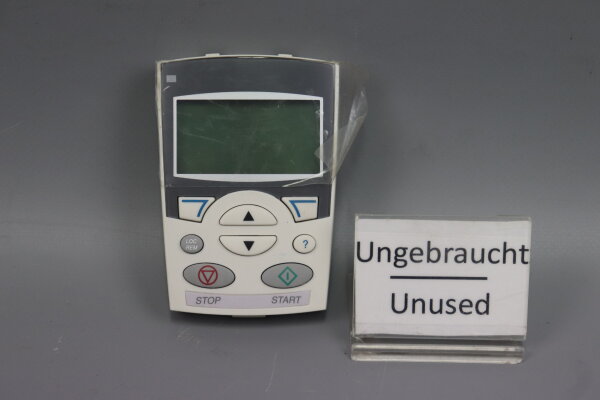 LOC
REM
?
STOP START
Ungebraucht
Unused